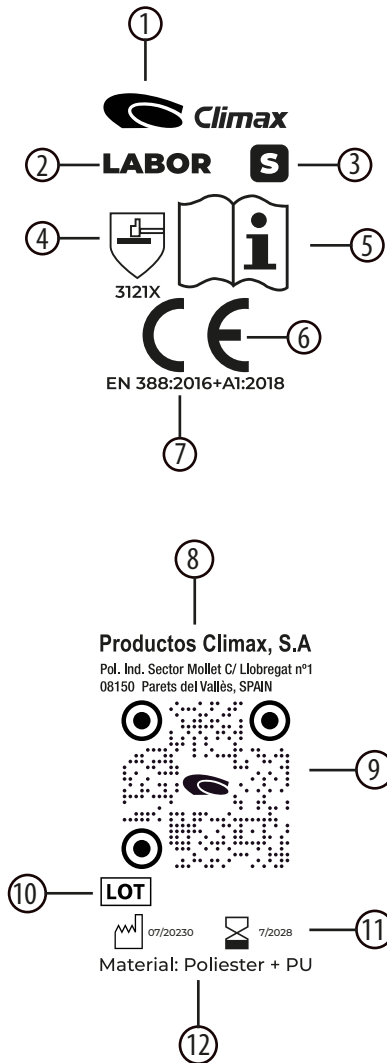 1
Climax
2
LABOR
S
3
4
3121X
5
6
CE
EN 388:2016+A1:2018
7
8
Productos Climax, S.A
Pol. Ind. Sector Mollet C/ Llobregat nº1
08150 Parets del Vallès, SPAIN
9
10
LOT
07/20230
7/2028
11
Material: Poliester + PU
12